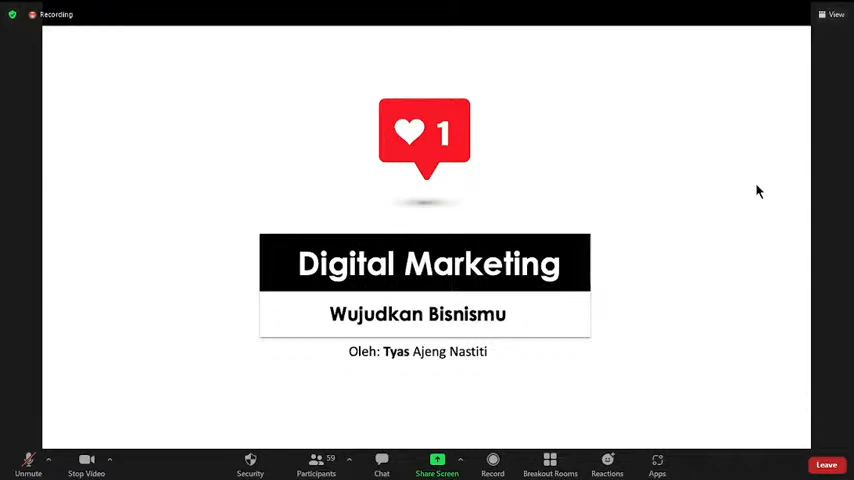 Recording
View
1
Digital Marketing
Wujudkan Bisnismu
Oleh: Tyas Ajeng Nastiti
Unmute
Stop Video
Security
59
Participants
Chat
Share Screen
Record
Breakout Rooms
Reactions
Apps
Leave